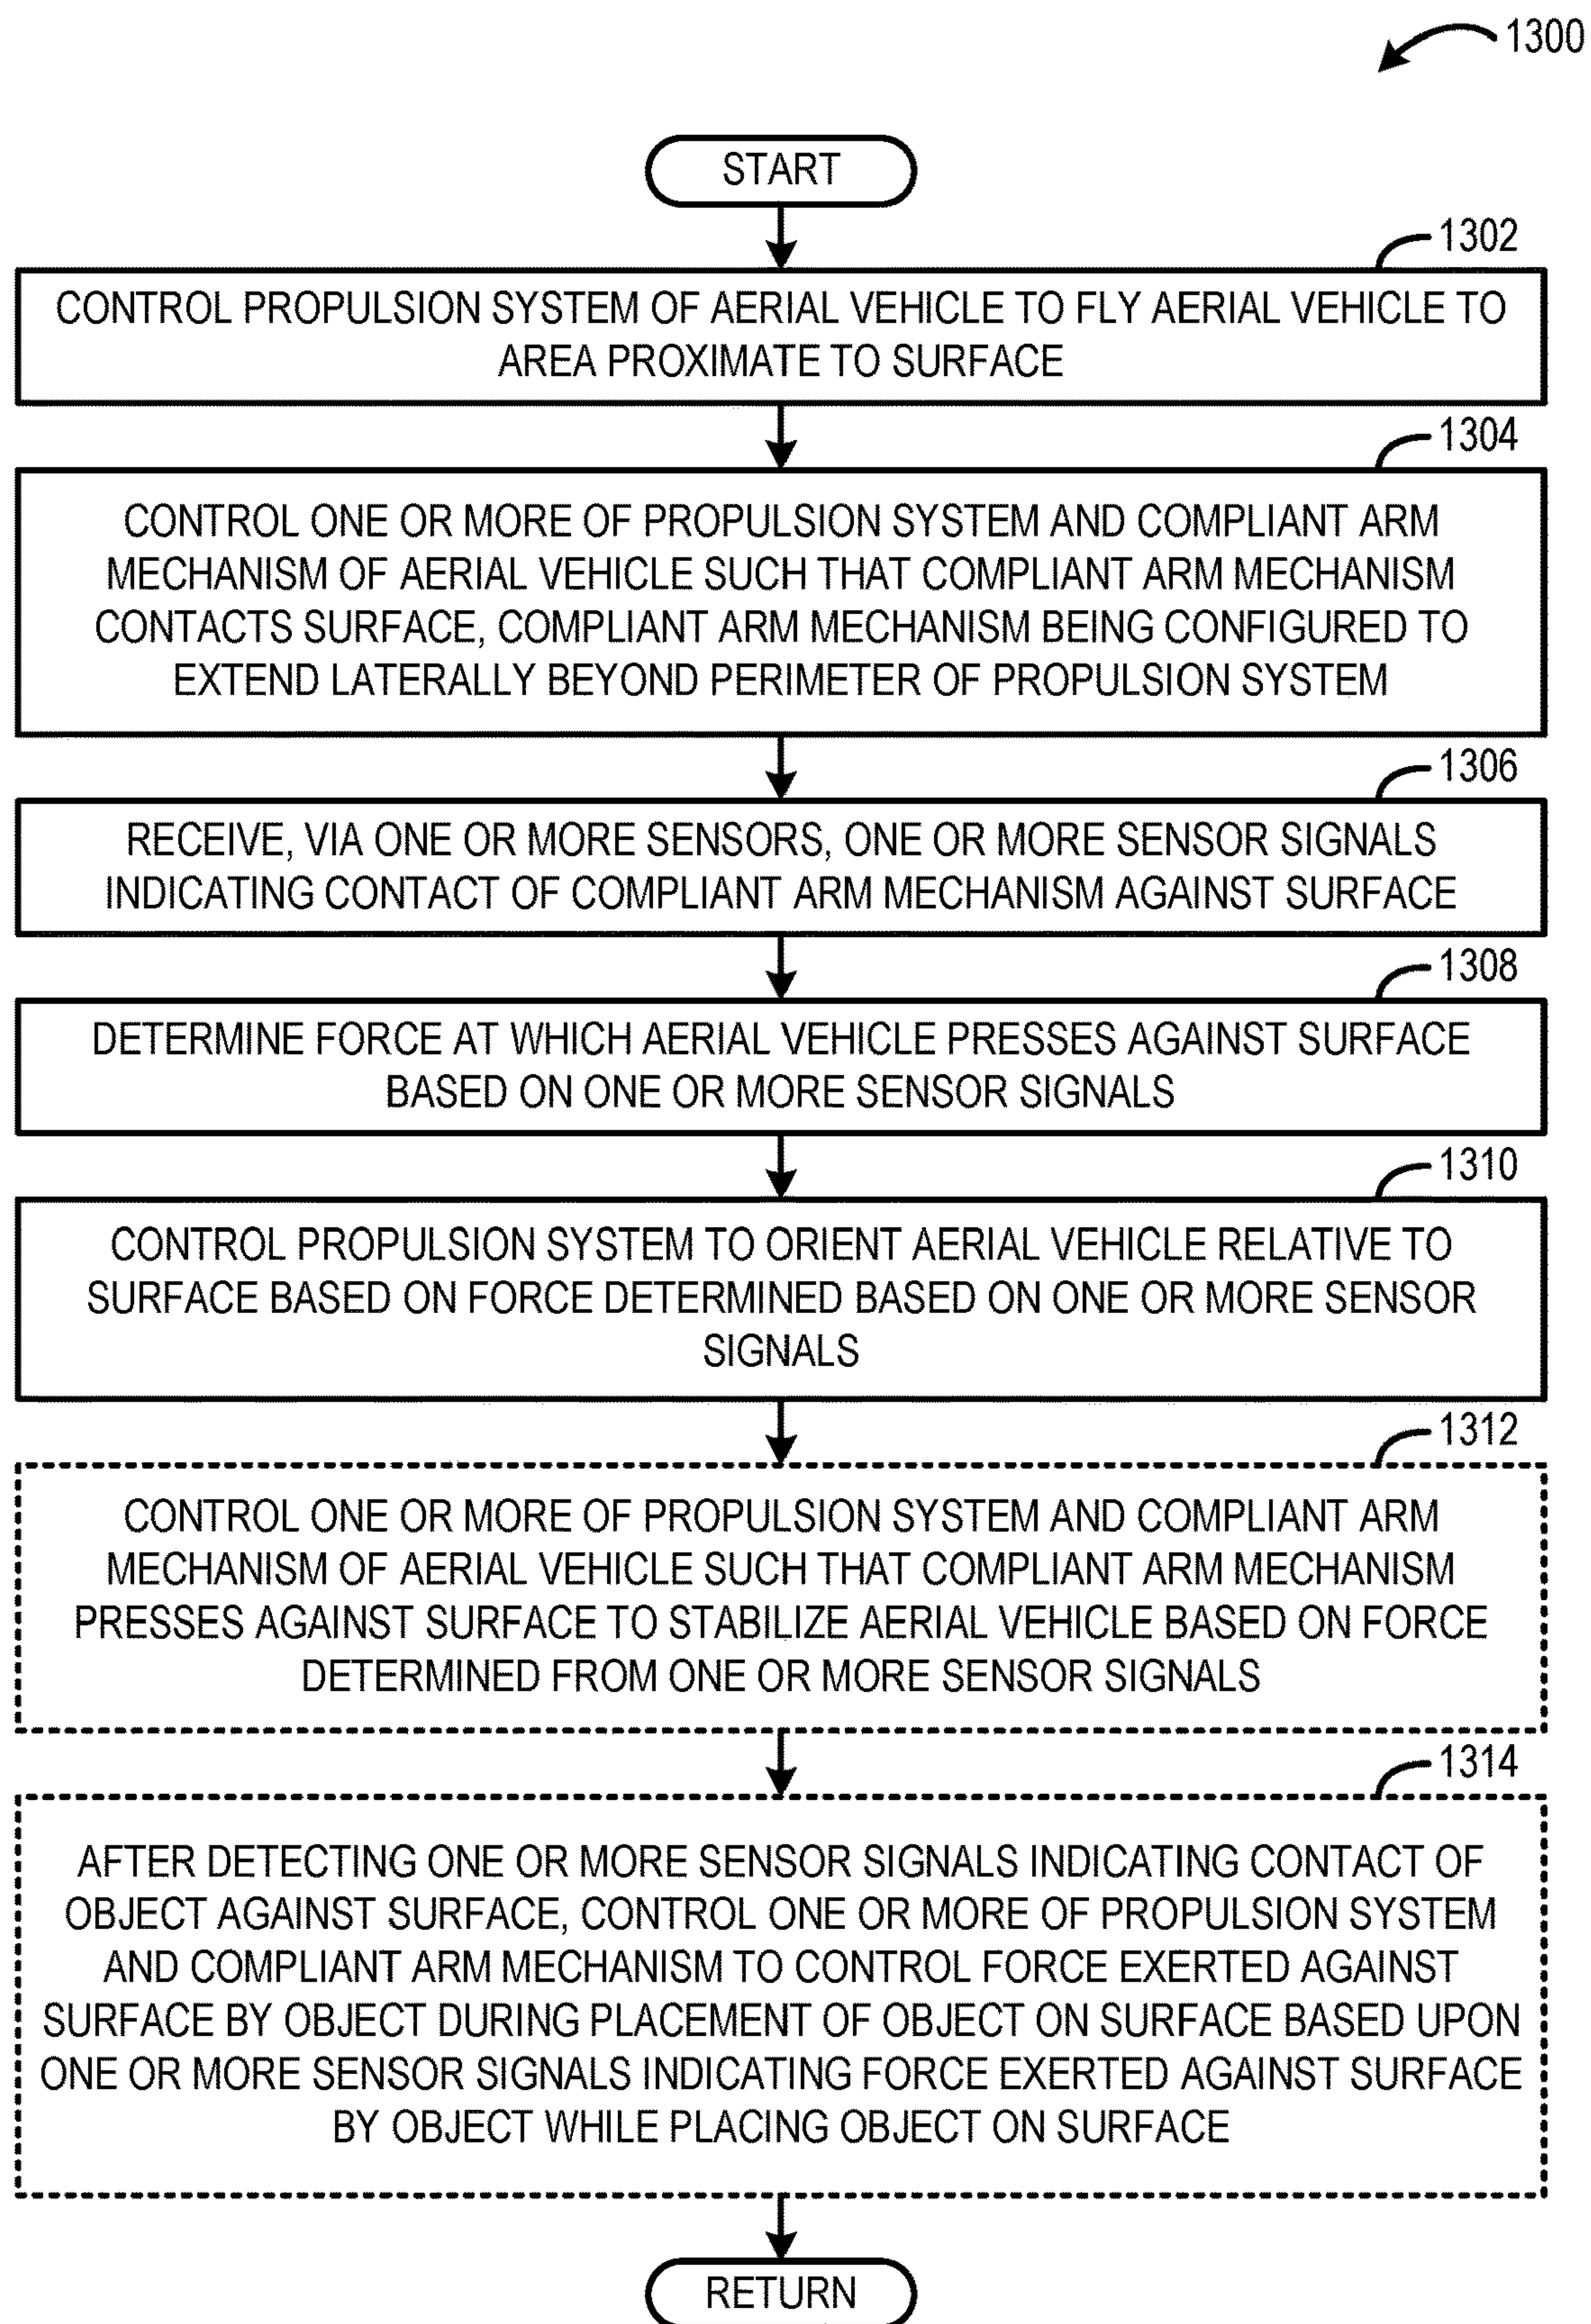 1300
START
1302
CONTROL PROPULSION SYSTEM OF AERIAL VEHICLE TO FLY AERIAL VEHICLE TO
AREA PROXIMATE TO SURFACE
1304
CONTROL ONE OR MORE OF PROPULSION SYSTEM AND COMPLIANT ARM
MECHANISM OF AERIAL VEHICLE SUCH THAT COMPLIANT ARM MECHANISM
CONTACTS SURFACE, COMPLIANT ARM MECHANISM BEING CONFIGURED TO
EXTEND LATERALLY BEYOND PERIMETER OF PROPULSION SYSTEM
1306
RECEIVE, VIA ONE OR MORE SENSORS, ONE OR MORE SENSOR SIGNALS
INDICATING CONTACT OF COMPLIANT ARM MECHANISM AGAINST SURFACE
1308
DETERMINE FORCE AT WHICH AERIAL VEHICLE PRESSES AGAINST SURFACE
BASED ON ONE OR MORE SENSOR SIGNALS
1310
CONTROL PROPULSION SYSTEM TO ORIENT AERIAL VEHICLE RELATIVE TO
SURFACE BASED ON FORCE DETERMINED BASED ON ONE OR MORE SENSOR
SIGNALS
1312
CONTROL ONE OR MORE OF PROPULSION SYSTEM AND COMPLIANT ARM
MECHANISM OF AERIAL VEHICLE SUCH THAT COMPLIANT ARM MECHANISM
PRESSES AGAINST SURFACE TO STABILIZE AERIAL VEHICLE BASED ON FORCE
DETERMINED FROM ONE OR MORE SENSOR SIGNALS
1314
AFTER DETECTING ONE OR MORE SENSOR SIGNALS INDICATING CONTACT OF
OBJECT AGAINST SURFACE, CONTROL ONE OR MORE OF PROPULSION SYSTEM
AND COMPLIANT ARM MECHANISM TO CONTROL FORCE EXERTED AGAINST
SURFACE BY OBJECT DURING PLACEMENT OF OBJECT ON SURFACE BASED UPON
ONE OR MORE SENSOR SIGNALS INDICATING FORCE EXERTED AGAINST SURFACE
BY OBJECT WHILE PLACING OBJECT ON SURFACE
RETURN